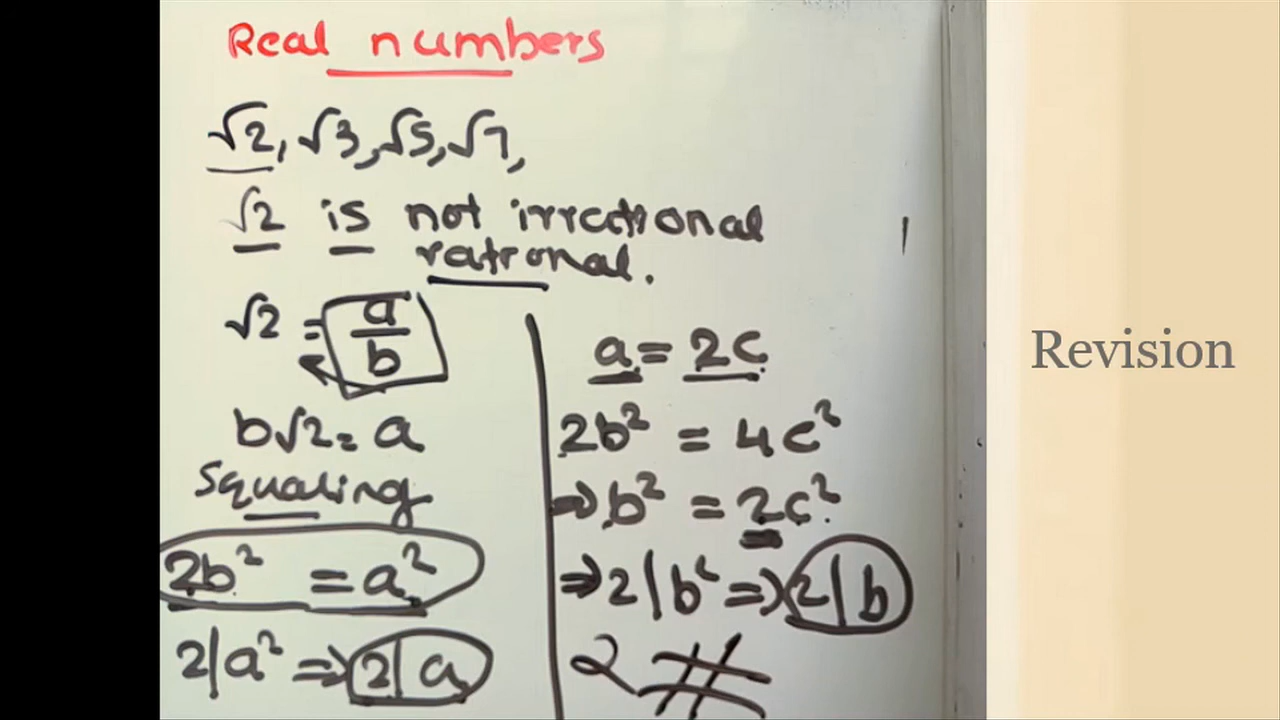 Real numbers
√2, √3, √5, √7,
√2 is not irrational
rational.
√2 = a/b
b√2 = a
Squaring
2b² = a²
2|a² ⇒ 2|a
a = 2c
2b² = 4c²
⇒ b² = 2c²
⇒ 2|b² ⇒ 2|b
2
Revision